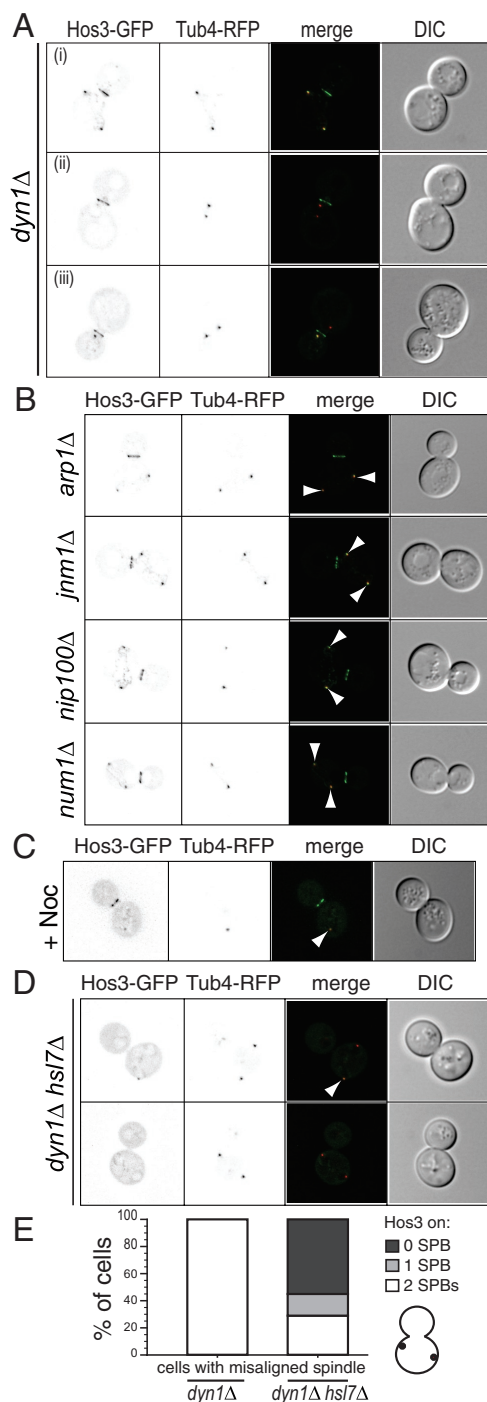 A
Hos3-GFP Tub4-RFP merge DIC
dyn1Δ
(i)
(ii)
(iii)
B
Hos3-GFP Tub4-RFP merge DIC
arp1Δ
jnm1Δ
nip100Δ
num1Δ
C
Hos3-GFP Tub4-RFP merge DIC
+ Noc
D
Hos3-GFP Tub4-RFP merge DIC
dyn1Δ hsl7Δ
E
% of cells
100
80
60
40
20
0
cells with misaligned spindle
dyn1Δ dyn1Δ hsl7Δ
Hos3 on:
0 SPB
1 SPB
2 SPBs